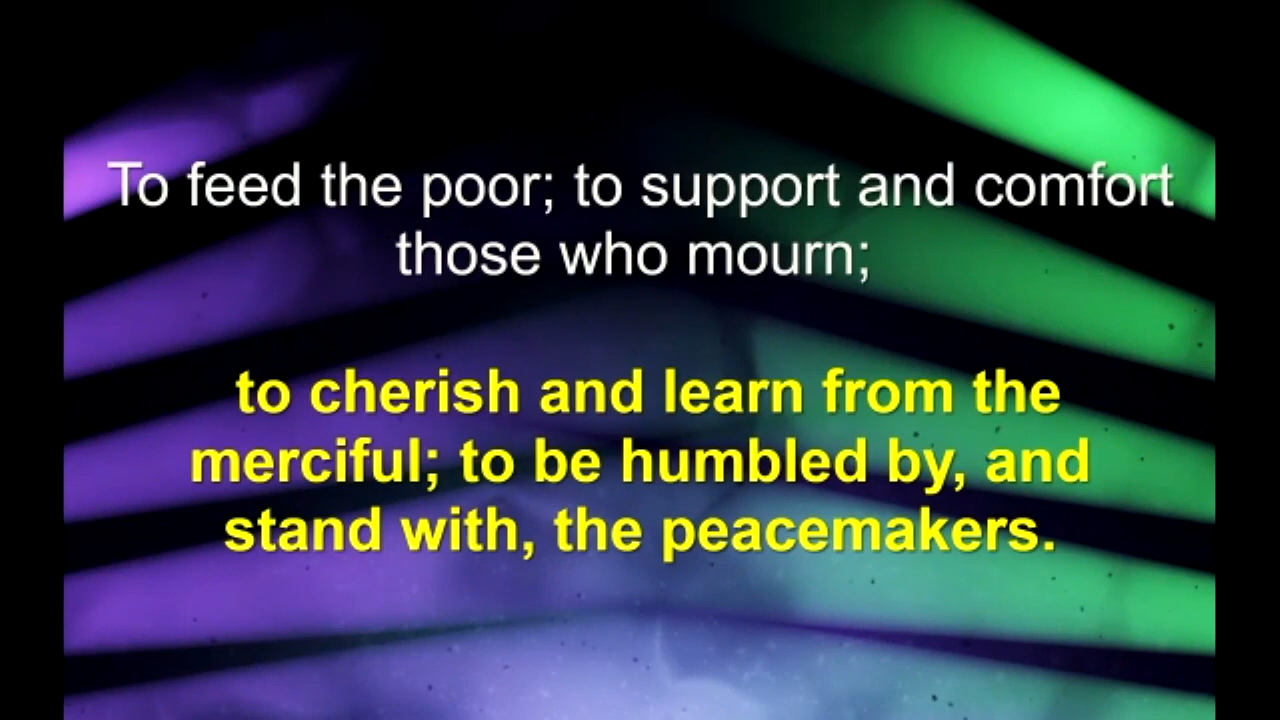 To feed the poor; to support and comfort
those who mourn;
to cherish and learn from the
merciful; to be humbled by, and
stand with, the peacemakers.